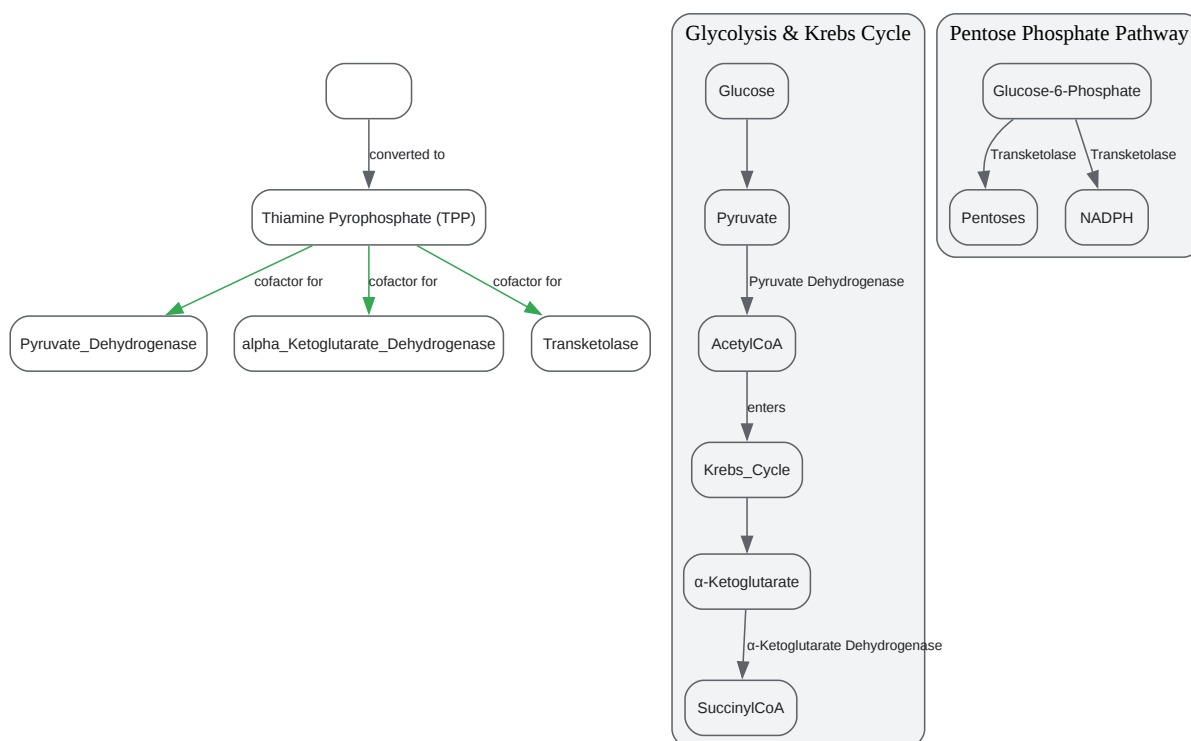 converted to
Thiamine Pyrophosphate (TPP)
cofactor for
cofactor for
cofactor for
Pyruvate_Dehydrogenase
alpha_Ketoglutarate_Dehydrogenase
Transketolase
Glycolysis & Krebs Cycle
Glucose
Pyruvate
Pyruvate Dehydrogenase
AcetylCoA
enters
Krebs_Cycle
α-Ketoglutarate
α-Ketoglutarate Dehydrogenase
SuccinylCoA
Pentose Phosphate Pathway
Glucose-6-Phosphate
Transketolase
Transketolase
Pentoses
NADPH